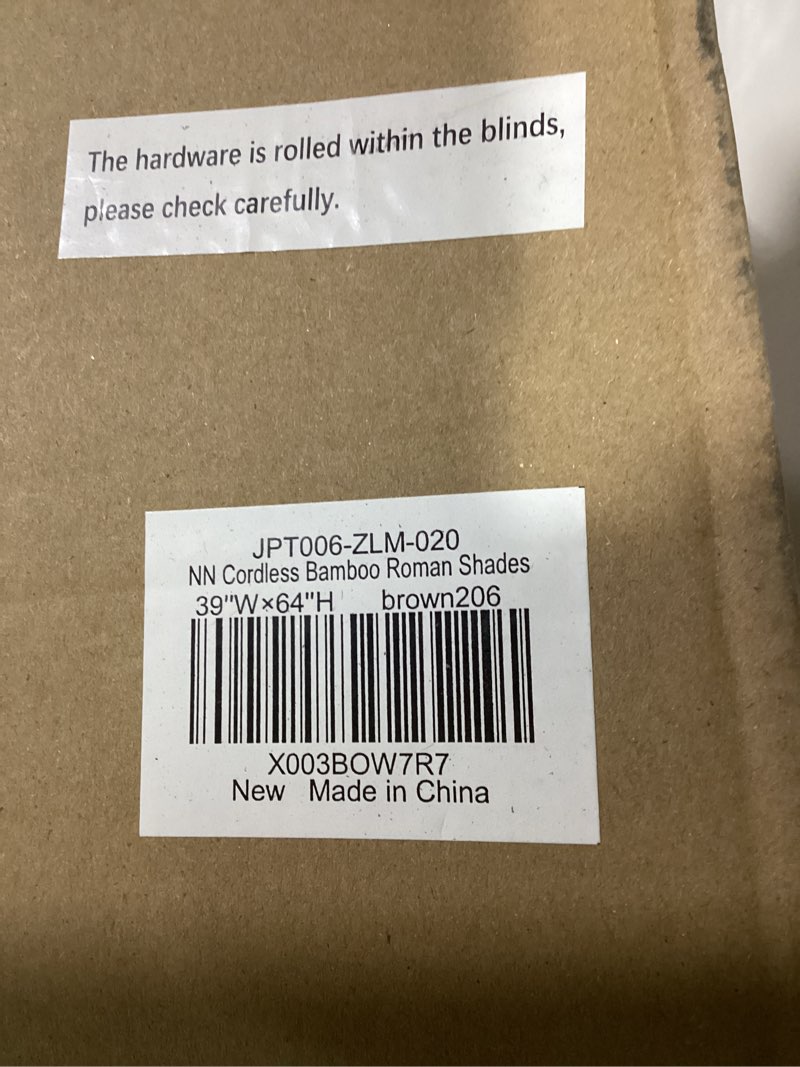 The hardware is rolled within the blinds,
please check carefully.
JPT006-ZLM-020
NN Cordless Bamboo Roman Shades
39"W×64"H brown206
X003BOW7R7
New Made in China